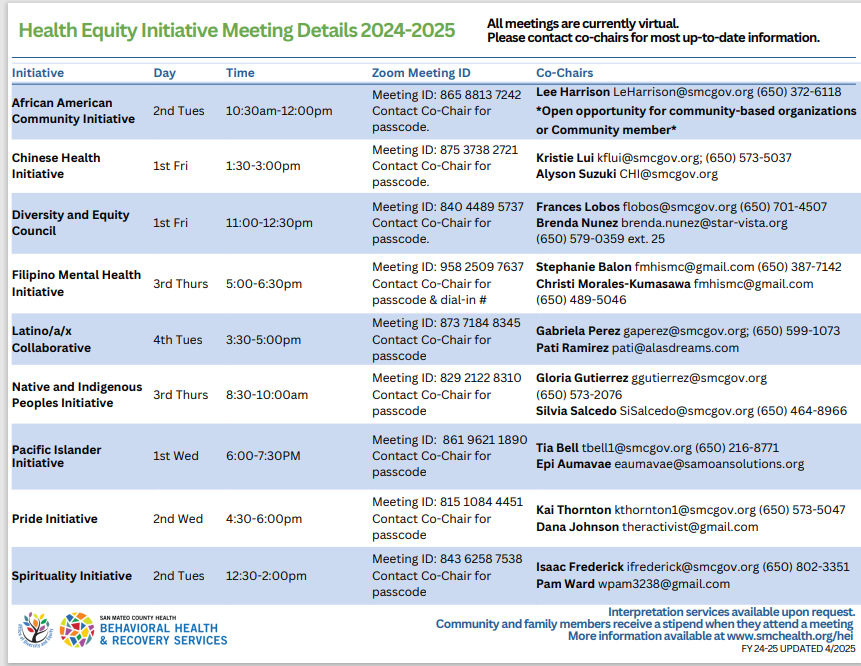 Health Equity Initiative Meeting Details 2024-2025
All meetings are currently virtual.
Please contact co-chairs for most up-to-date information.
Initiative Day Time Zoom Meeting ID Co-Chairs
African American
Community Initiative
2nd Tues
10:30am-12:00pm
Meeting ID: 865 8813 7242
Contact Co-Chair for
passcode.
Lee Harrison LeHarrison@smcgov.org (650) 372-6118
*Open opportunity for community-based organizations
or Community member*
Chinese Health
Initiative
1st Fri
1:30-3:00pm
Meeting ID: 875 3738 2721
Contact Co-Chair for
passcode.
Kristie Lui kflui@smcgov.org; (650) 573-5037
Alyson Suzuki CHI@smcgov.org
Diversity and Equity
Council
1st Fri
11:00-12:30pm
Meeting ID: 840 4489 5737
Contact Co-Chair for
passcode.
Frances Lobos flobos@smcgov.org (650) 701-4507
Brenda Nunez brenda.nunez@star-vista.org
(650) 579-0359 ext. 25
Filipino Mental Health
Initiative
3rd Thurs
5:00-6:30pm
Meeting ID: 958 2509 7637
Contact Co-Chair for
passcode & dial-in #
Stephanie Balon fmhismc@gmail.com (650) 387-7142
Christi Morales-Kumasawa fmhismc@gmail.com
(650) 489-5046
Latino/a/x
Collaborative
4th Tues
3:30-5:00pm
Meeting ID: 873 7184 8345
Contact Co-Chair for
passcode
Gabriela Perez gaperez@smcgov.org; (650) 599-1073
Pati Ramirez pati@alasdreams.com
Native and Indigenous
Peoples Initiative
3rd Thurs
8:30-10:00am
Meeting ID: 829 2122 8310
Contact Co-Chair for
passcode
Gloria Gutierrez ggutierrez@smcgov.org
(650) 573-2076
Silvia Salcedo SiSalcedo@smcgov.org (650) 464-8966
Pacific Islander
Initiative
1st Wed
6:00-7:30PM
Meeting ID: 861 9621 1890
Contact Co-Chair for
passcode
Tia Bell tbell1@smcgov.org (650) 216-8771
Epi Aumavae eaumavae@samoansolutions.org
Pride Initiative
2nd Wed
4:30-6:00pm
Meeting ID: 815 1084 4451
Contact Co-Chair for
passcode
Kai Thornton kthornton1@smcgov.org (650) 573-5047
Dana Johnson theractivist@gmail.com
Spirituality Initiative
2nd Tues
12:30-2:00pm
Meeting ID: 843 6258 7538
Contact Co-Chair for
passcode
Isaac Frederick ifrederick@smcgov.org (650) 802-3351
Pam Ward wpam3238@gmail.com
SAN MATEO COUNTY HEALTH
BEHAVIORAL HEALTH
& RECOVERY SERVICES
Interpretation services available upon request.
Community and family members receive a stipend when they attend a meeting
More information available at www.smchealth.org/hei
FY 24-25 UPDATED 4/2025